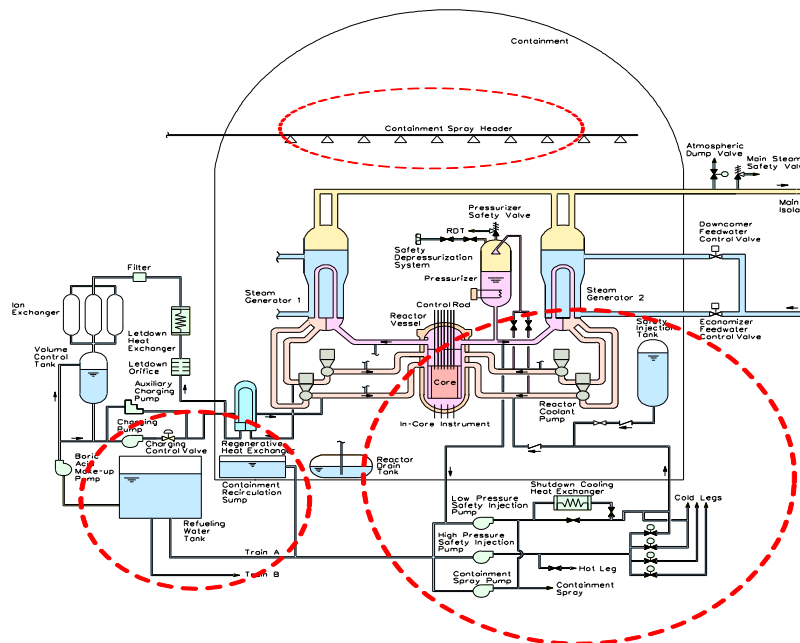 Containment
Containment Spray Header
Atmospheric
Dump Valve
Main Steam
Safety Valve
Main
Isola
Pressurizer
Safety Valve
RDT
Safety
Depressurization
System
Pressurizer
Downcomer
Feedwater
Control Valve
Filter
Ion
Exchanger
Steam
Generator 1
Steam
Generator 2
Control Rod
Reactor
Vessel
Letdown Heat
Exchanger
Safety
Injection
Tank
Economizer
Feedwater
Control Valve
Volume
Control
Tank
Letdown
Orifice
Auxiliary
Charging
Pump
Core
Charging
Pump
Charging
Control Valve
Regenerative
Heat Exchanger
In-Core Instrument
Reactor
Coolant
Pump
Boric
Acid
Make-up
Pump
Containment
Recirculation
Sump
Reactor
Drain
Tank
Refueling
Water
Tank
Shutdown Cooling
Heat Exchanger
Low Pressure
Safety Injection
Pump
Cold Legs
High Pressure
Safety Injection
Pump
Train A
Train B
Hot Leg
Containment
Spray Pump
Containment
Spray